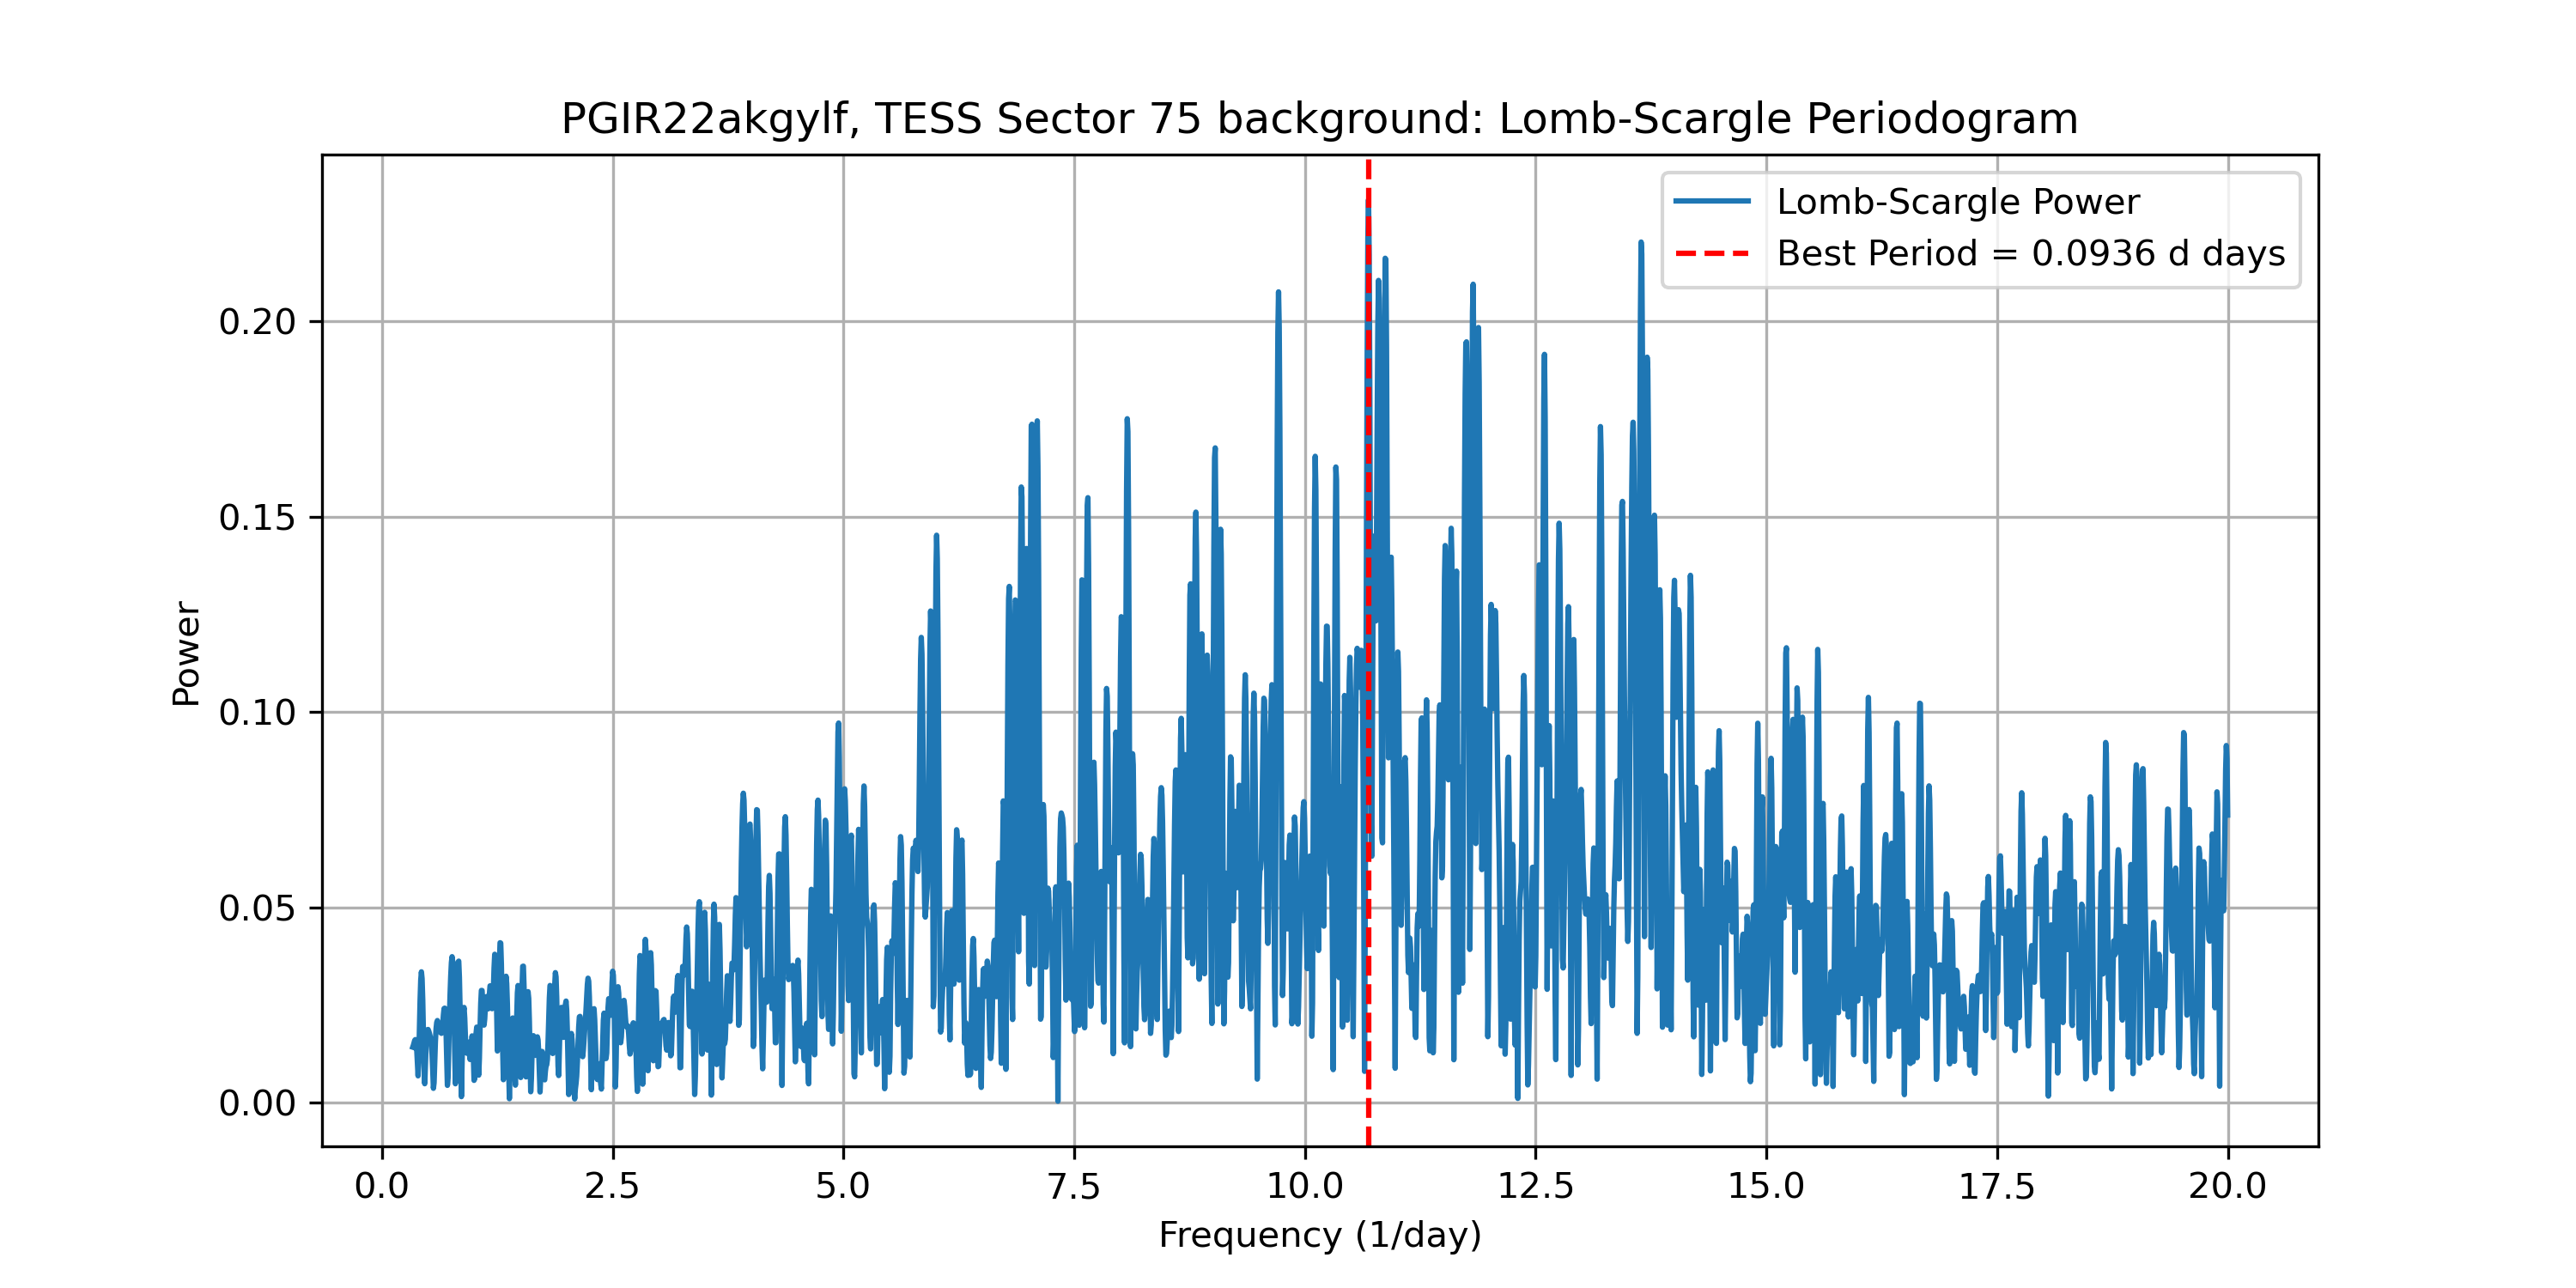 PGIR22akgylf, TESS Sector 75 background: Lomb-Scargle Periodogram
Lomb-Scargle Power
Best Period = 0.0936 d days
Power
0.20
0.15
0.10
0.05
0.00
0.0 2.5 5.0 7.5 10.0 12.5 15.0 17.5 20.0
Frequency (1/day)